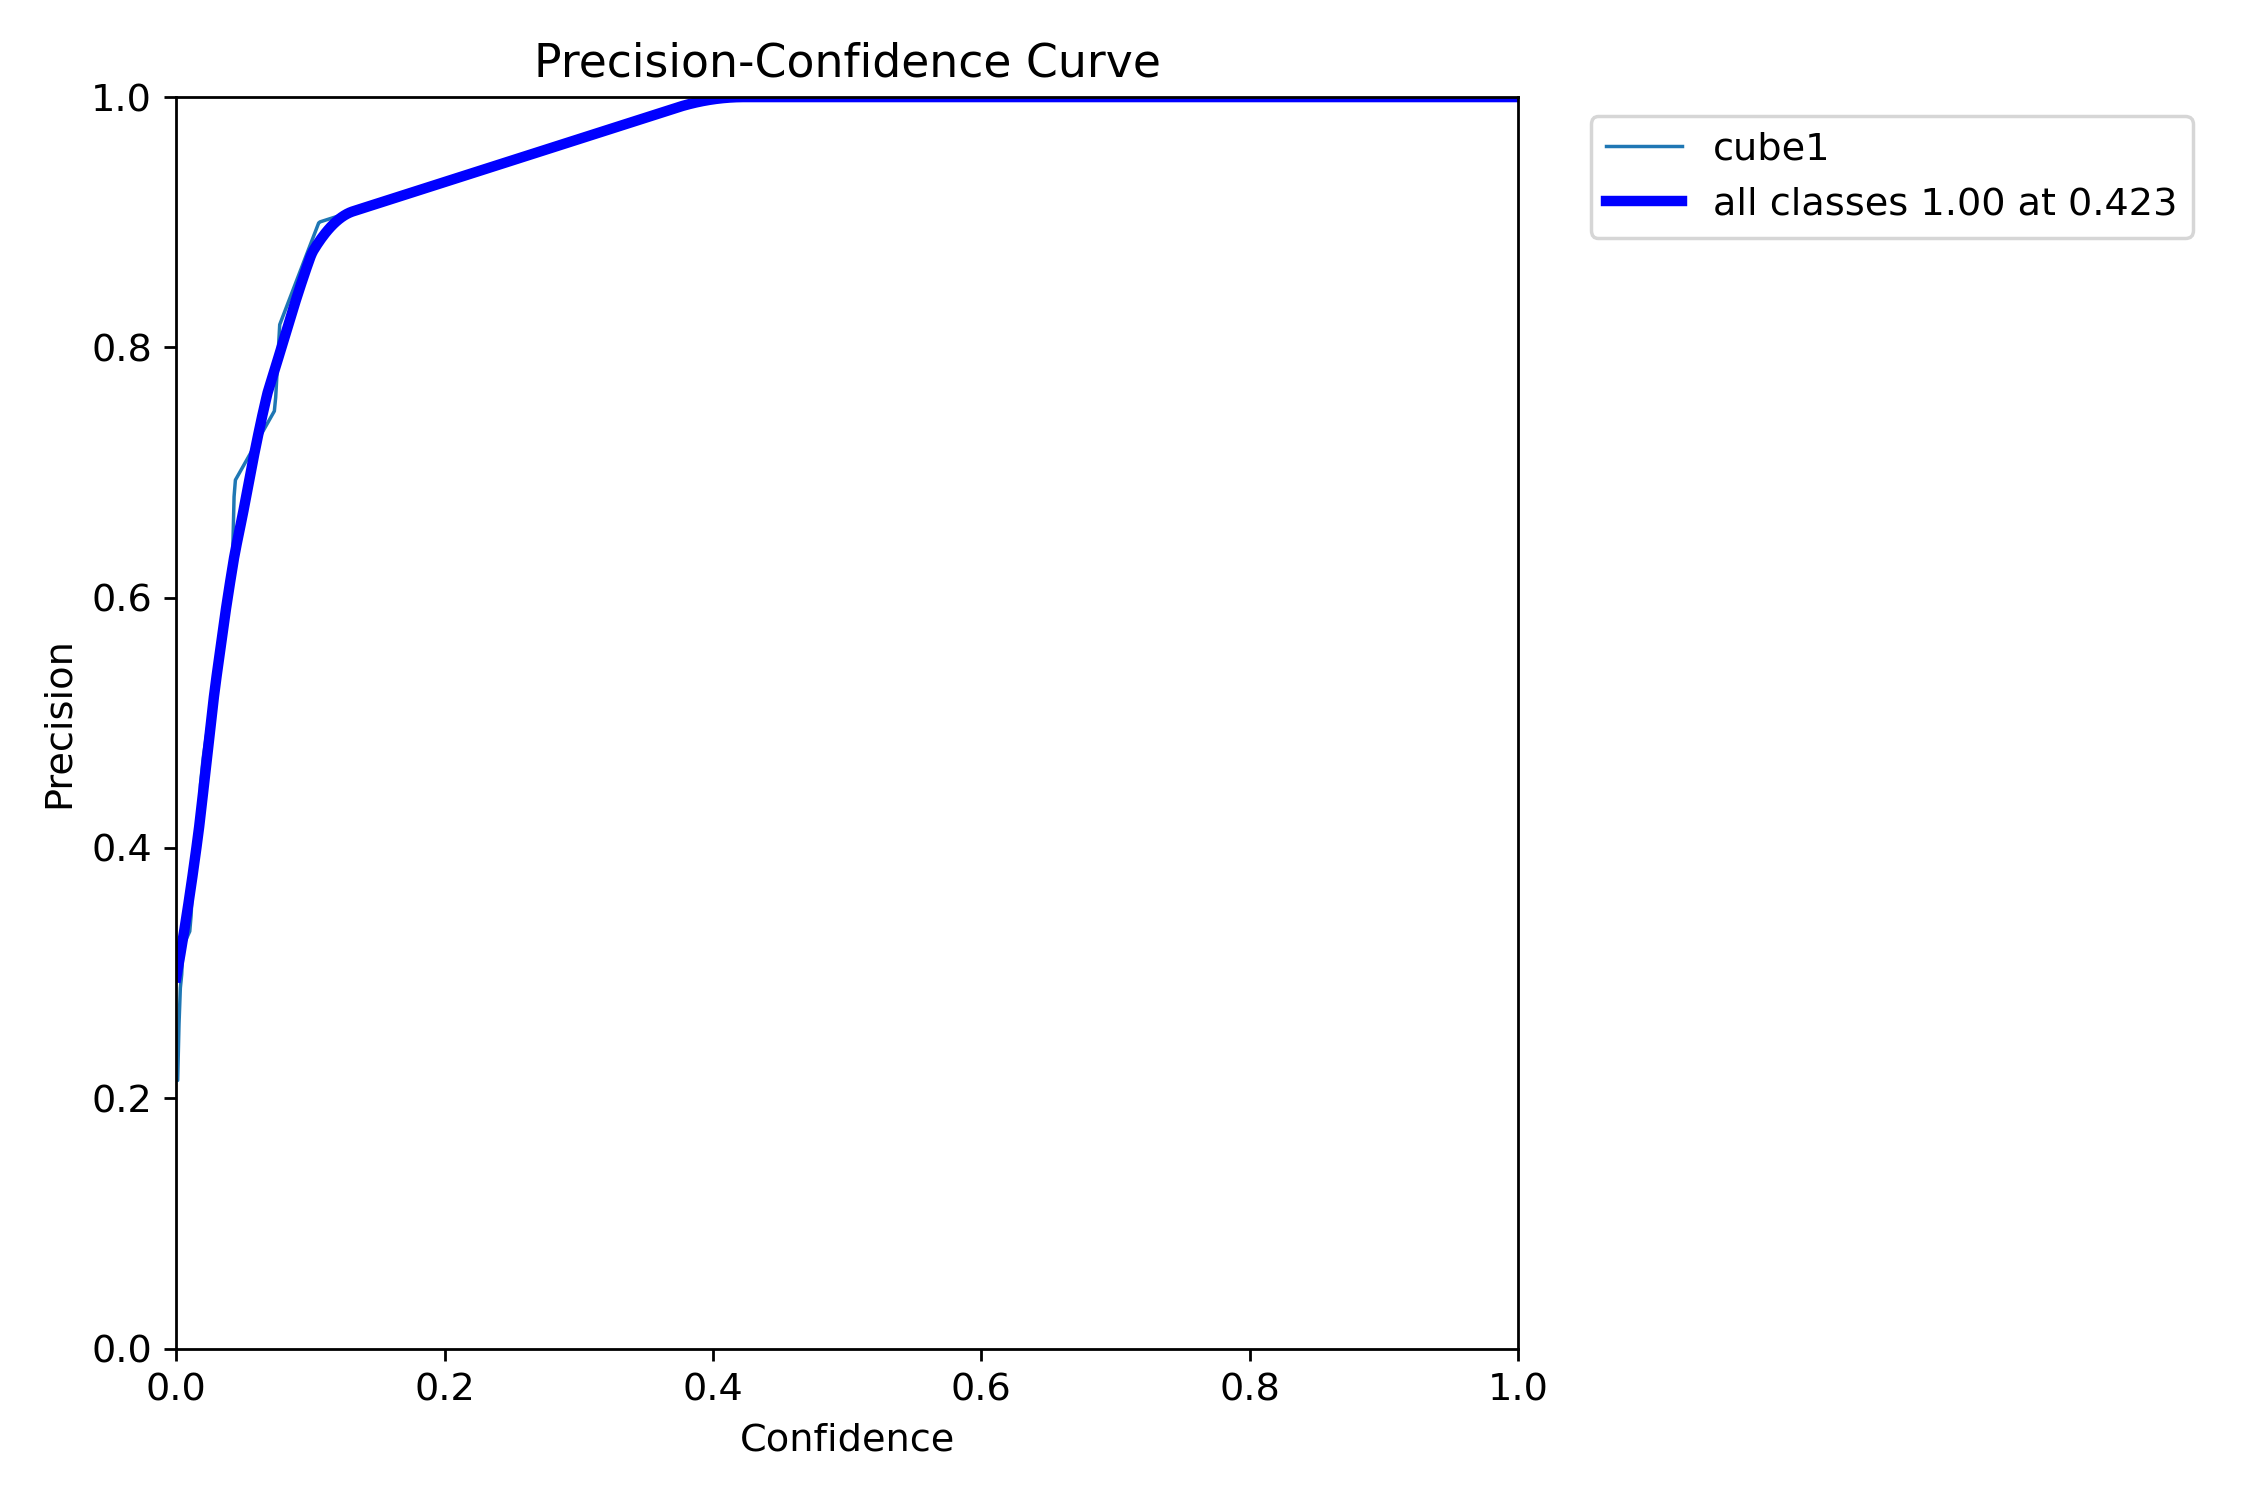 Precision-Confidence Curve
1.0
0.8
0.6
0.4
0.2
0.0
Precision
0.0 0.2 0.4 0.6 0.8 1.0
Confidence
cube1
all classes 1.00 at 0.423